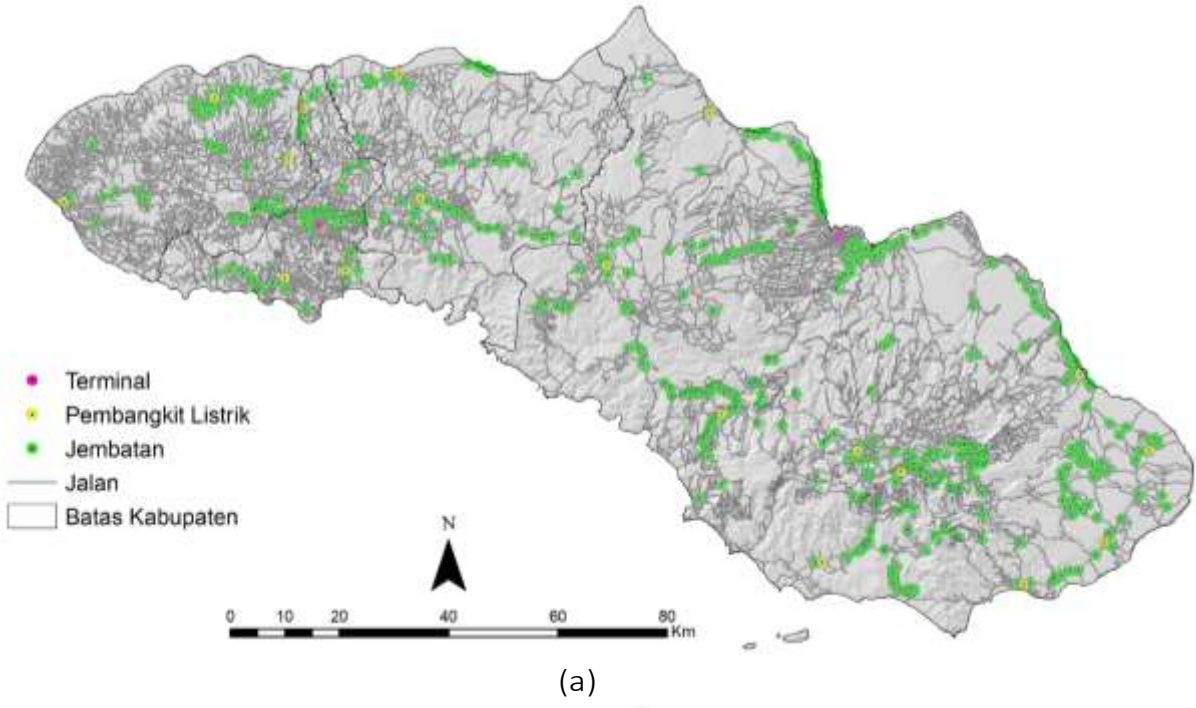 Terminal
Pembangkit Listrik
Jembatan
Jalan
Batas Kabupaten
N
0 10 20 40 60 80
Km
(a)